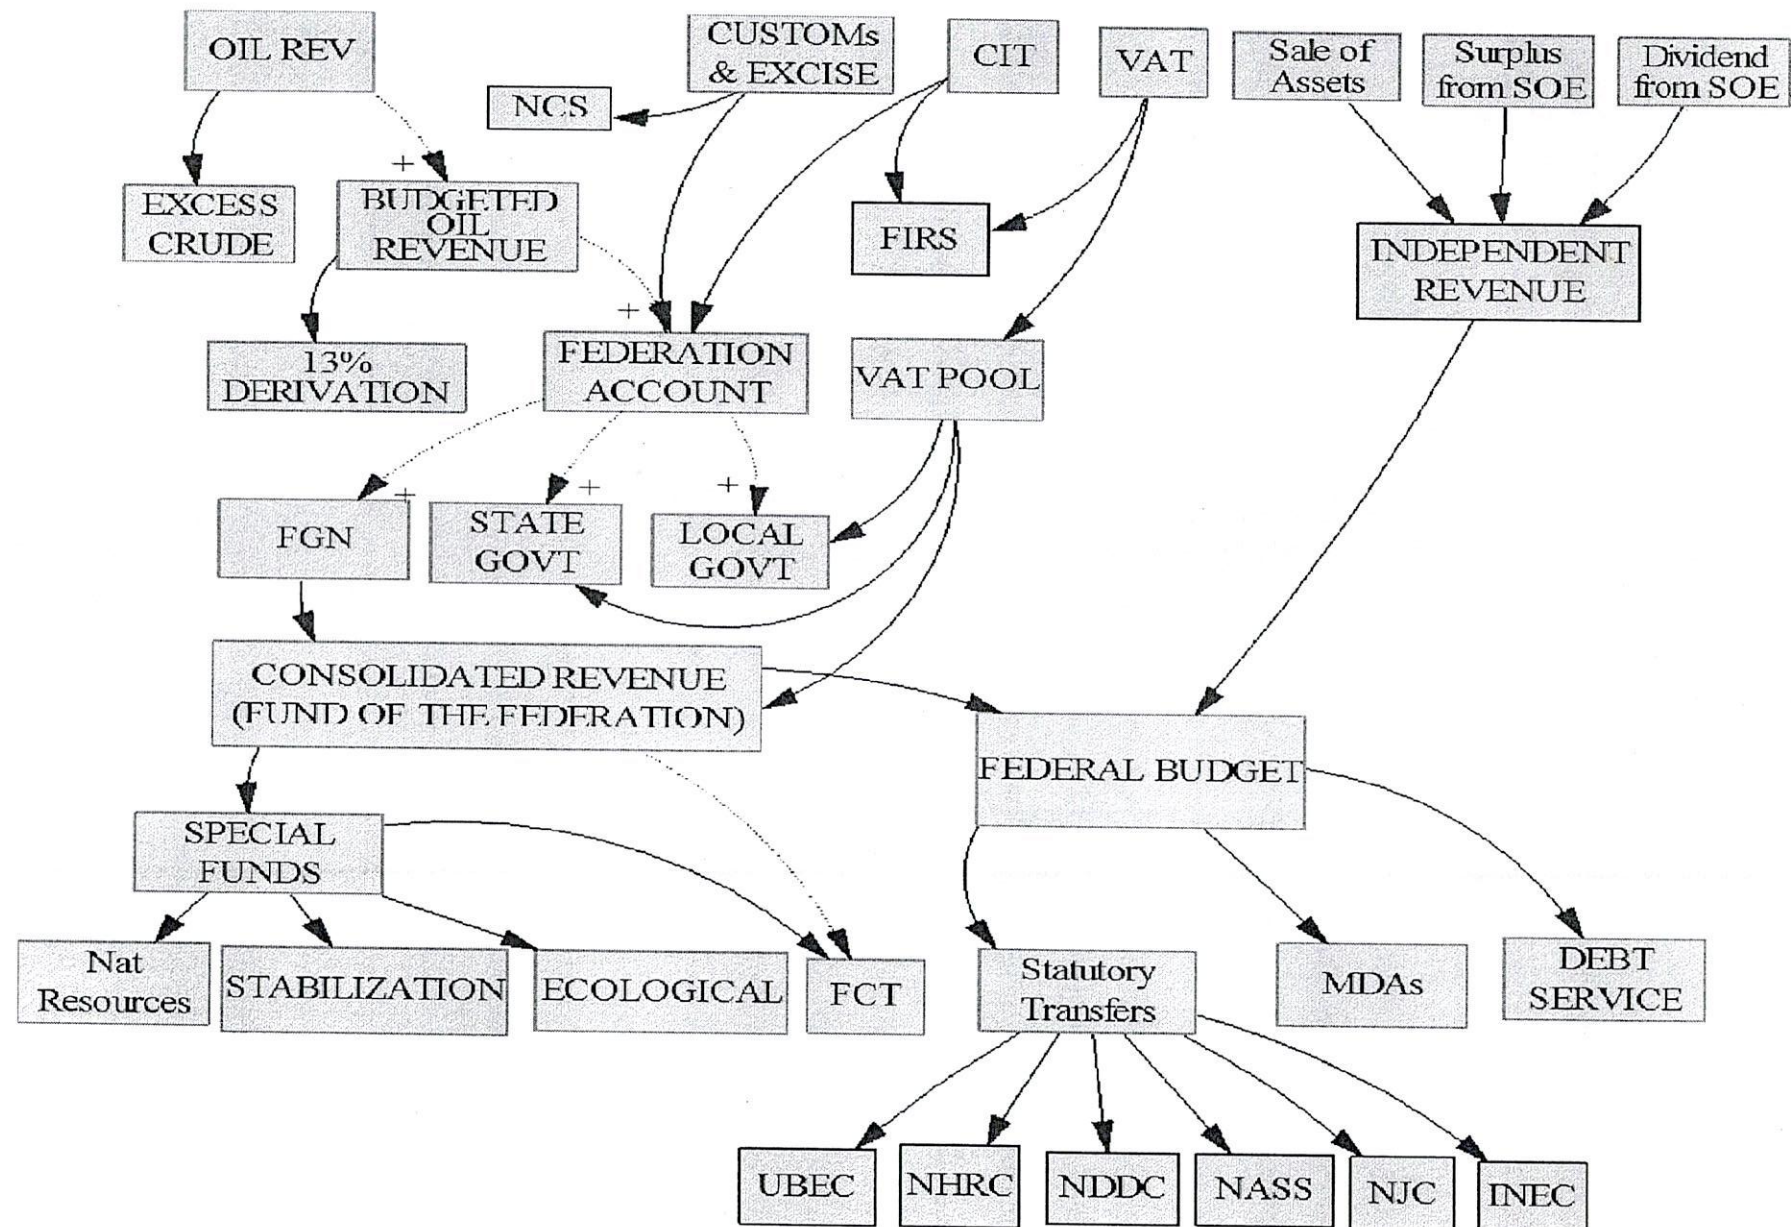 OIL REV
CUSTOMs
& EXCISE
CIT
VAT
Sale of
Assets
Surplus
from SOE
Dividend
from SOE
NCS
+
EXCESS
CRUDE
BUDGETED
OIL
REVENUE
FIRS
INDEPENDENT
REVENUE
+
13%
DERIVATION
FEDERATION
ACCOUNT
VAT POOL
+
+
+
FGN
STATE
GOVT
LOCAL
GOVT
CONSOLIDATED REVENUE
(FUND OF THE FEDERATION)
FEDERAL BUDGET
SPECIAL
FUNDS
Nat
Resources
STABILIZATION
ECOLOGICAL
FCT
Statutory
Transfers
MDAs
DEBT
SERVICE
UBEC
NHRC
NDDC
NASS
NJC
INEC